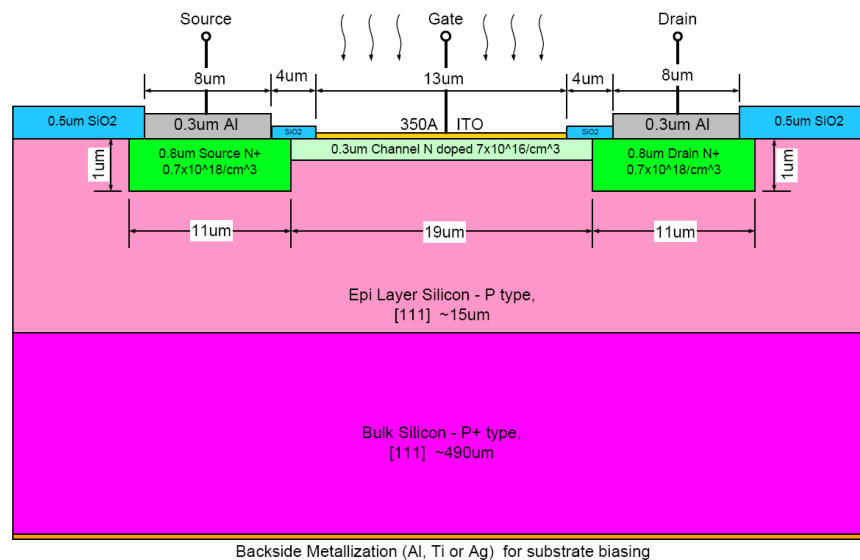 Source Gate Drain
8um 4um 13um 4um 8um
0.5um SiO2 0.3um Al SiO2 350A ITO SiO2 0.3um Al 0.5um SiO2
0.3um Channel N doped 7x10^16/cm^3
1um 0.8um Source N+ 0.8um Drain N+ 1um
0.7x10^18/cm^3 0.7x10^18/cm^3
11um 19um 11um
Epi Layer Silicon - P type,
[111] ~15um
Bulk Silicon - P+ type,
[111] ~490um
Backside Metallization (Al, Ti or Ag) for substrate biasing